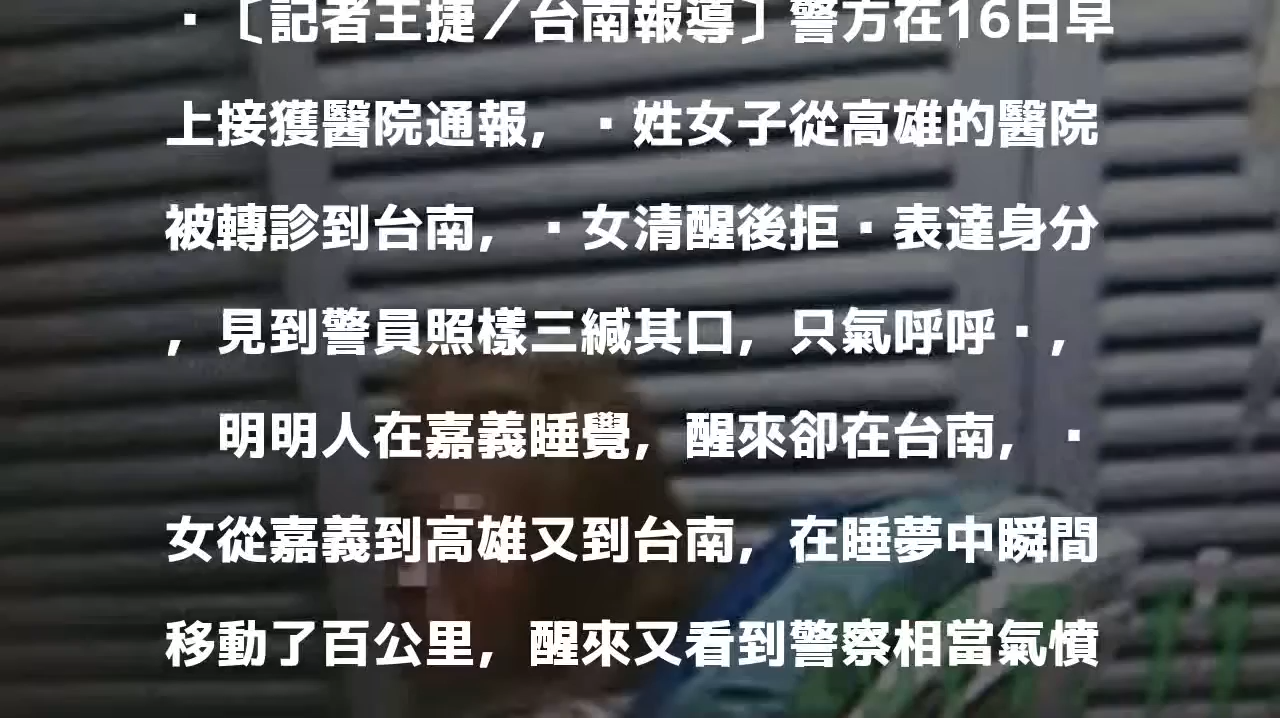 ▪〔記者王捷／台南報導〕警方在16日早
上接獲醫院通報，▪姓女子從高雄的醫院
被轉診到台南，▪女清醒後拒▪表達身分
，見到警員照樣三緘其口，只氣呼呼▪，
明明人在嘉義睡覺，醒來卻在台南，▪
女從嘉義到高雄又到台南，在睡夢中瞬間
移動了百公里，醒來又看到警察相當氣憤